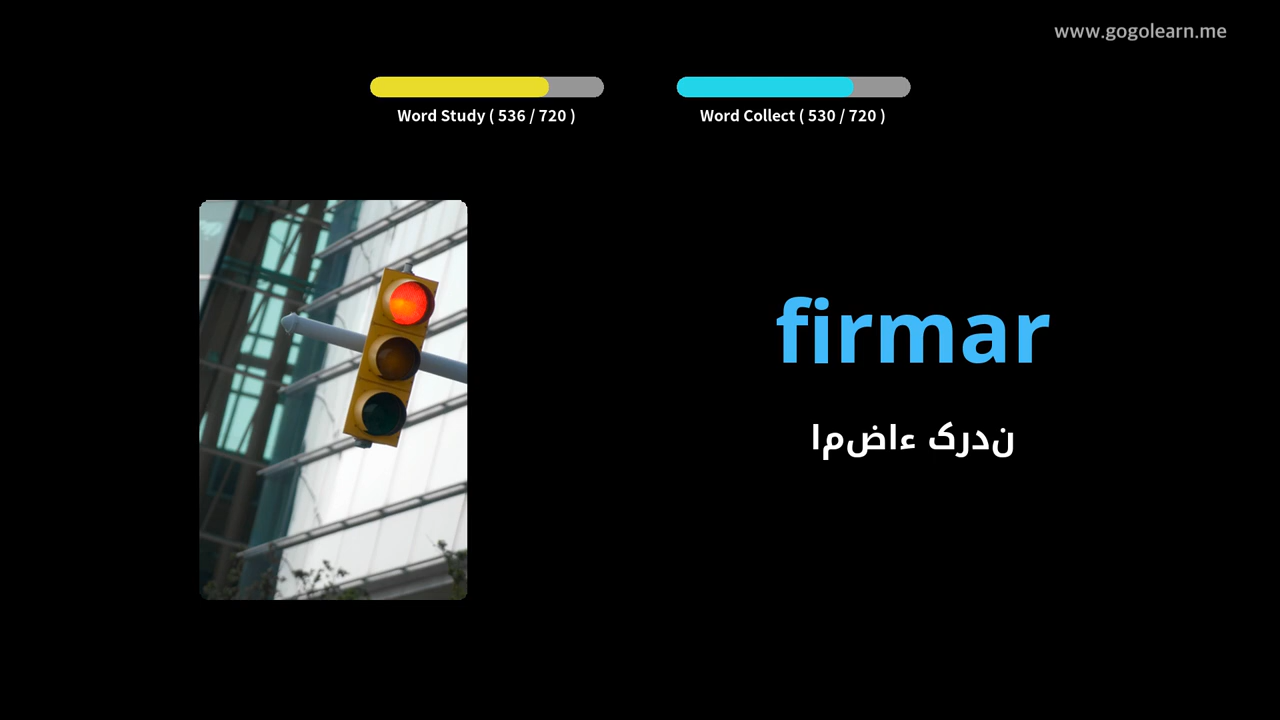 www.gogolearn.me
Word Study ( 536 / 720 )
Word Collect ( 530 / 720 )
firmar
امضاء کردن